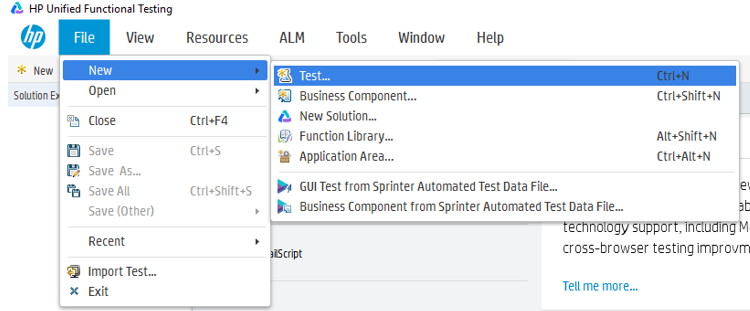 HP Unified Functional Testing
hp File View Resources ALM Tools Window Help
New
Solution Ex
New
Open
Close Ctrl+F4
Save Ctrl+S
Save As...
Save All Ctrl+Shift+S
Save (Other)
Recent
Import Test...
Exit
Test... Ctrl+N
Business Component... Ctrl+Shift+N
New Solution...
Function Library... Alt+Shift+N
Application Area... Ctrl+Alt+N
GUI Test from Sprinter Automated Test Data File...
Business Component from Sprinter Automated Test Data File...
ailScript
technology support, including M
cross-browser testing improvm
Tell me more...